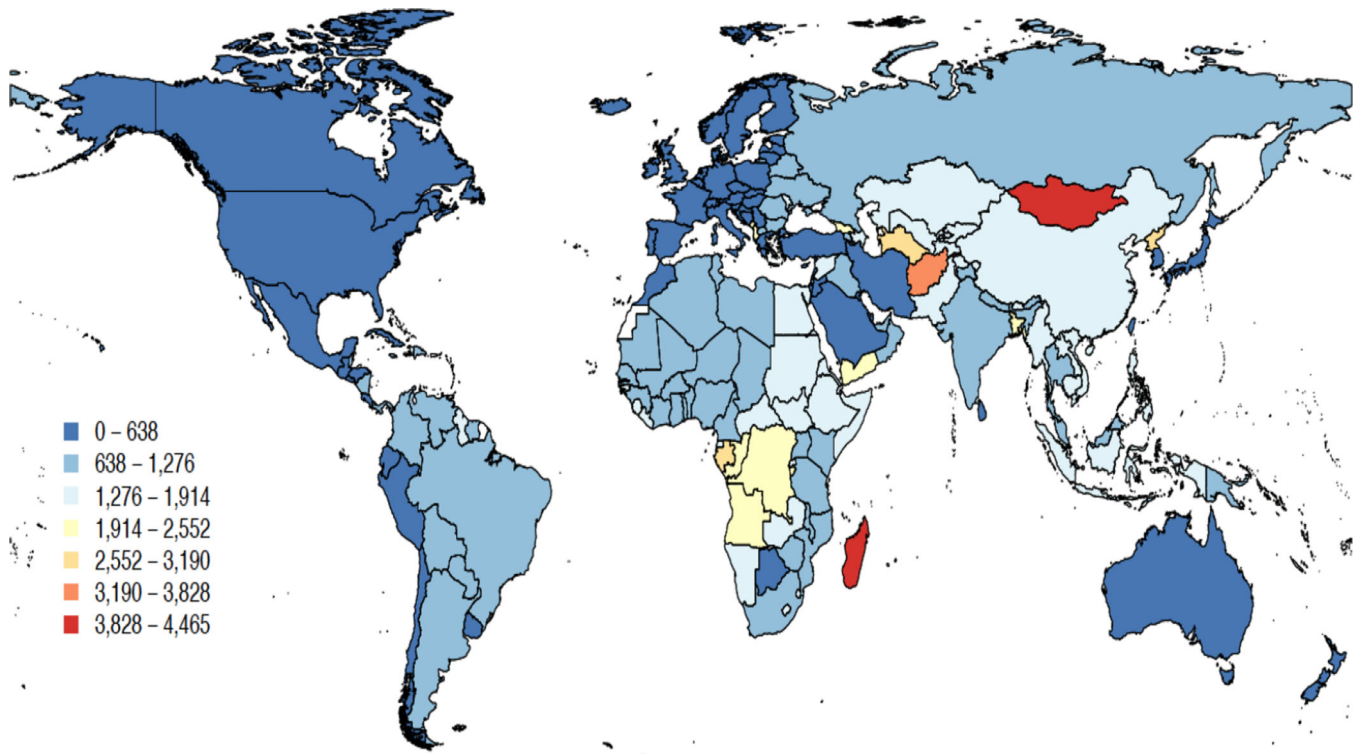 0 – 638
638 – 1,276
1,276 – 1,914
1,914 – 2,552
2,552 – 3,190
3,190 – 3,828
3,828 – 4,465